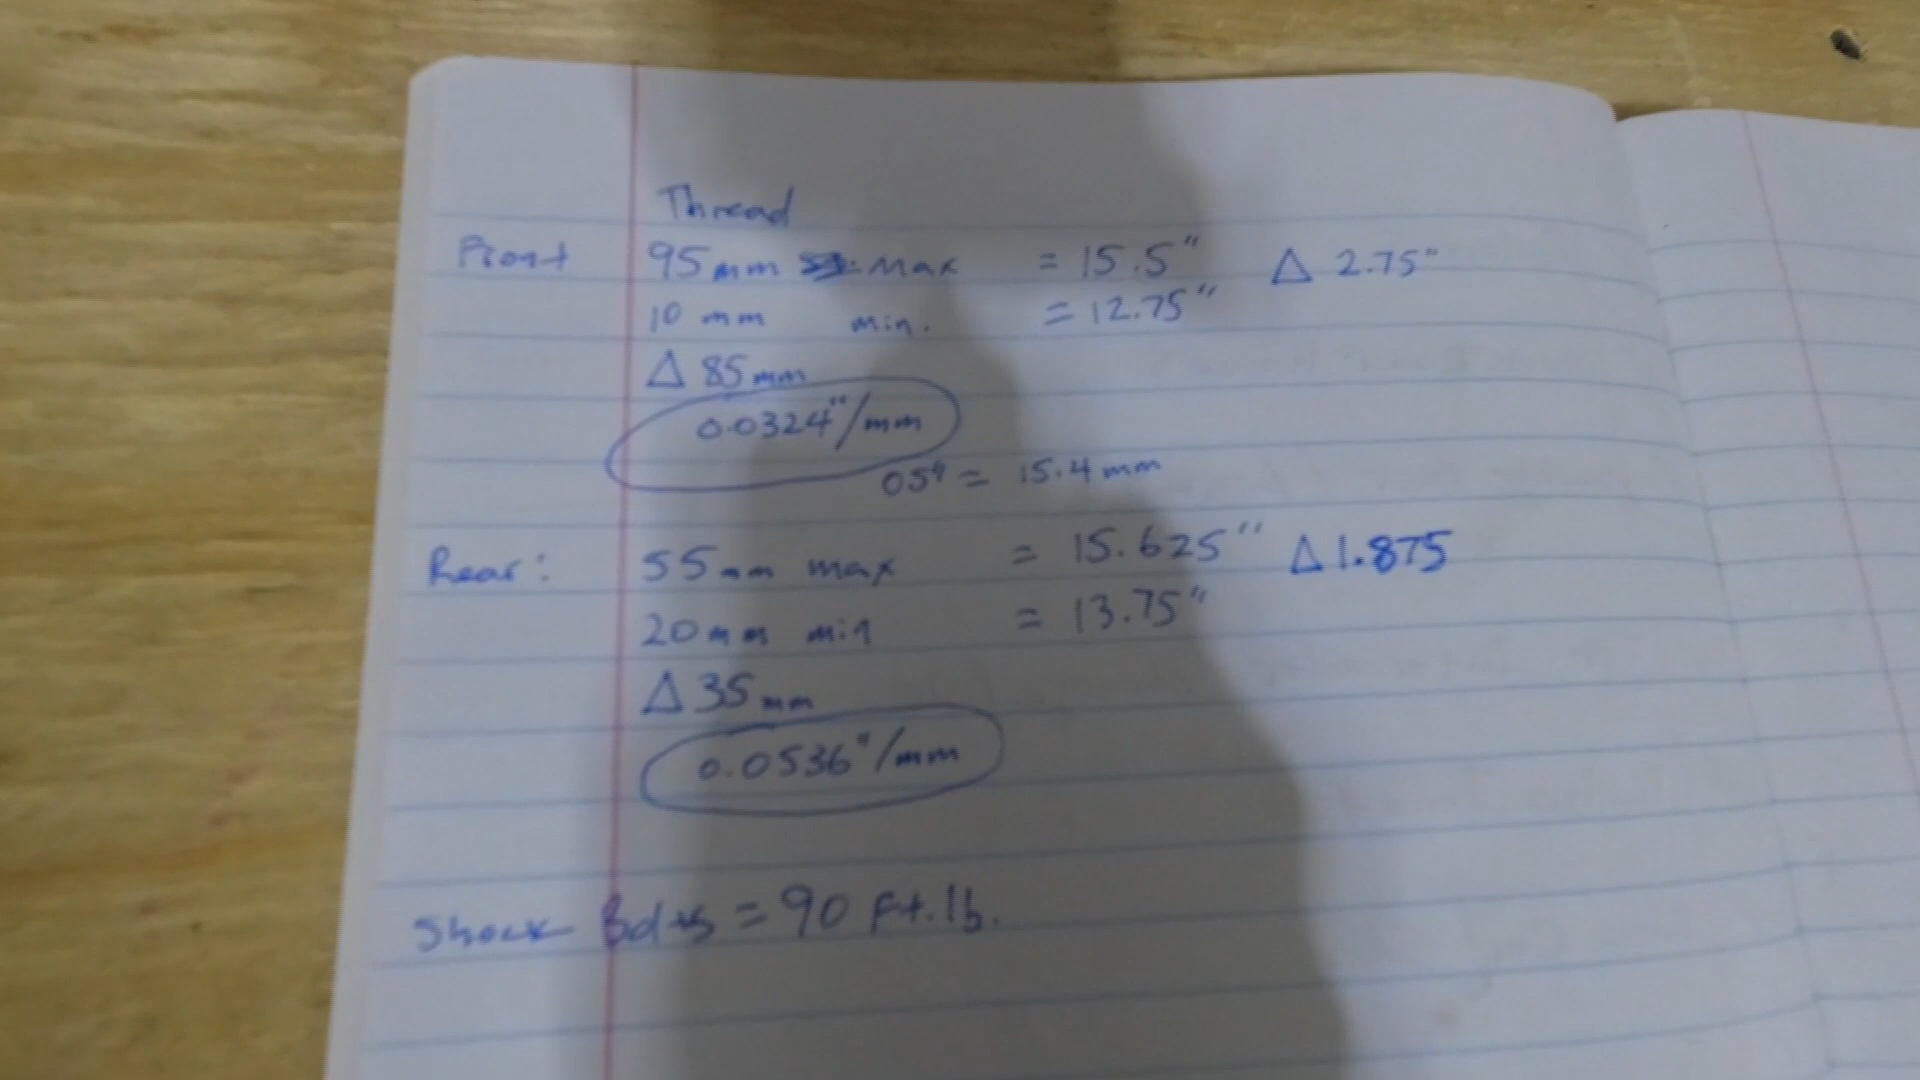 Thread
Front 95mm max = 15.5" Δ 2.75"
10 mm min. = 12.75"
Δ 85mm
0.0324"/mm
= 15.4mm
Rear: 55mm max = 15.625" Δ1.875
20mm min = 13.75"
Δ 35mm
0.0536"/mm
Shock Bolts = 90 Ft.lb.